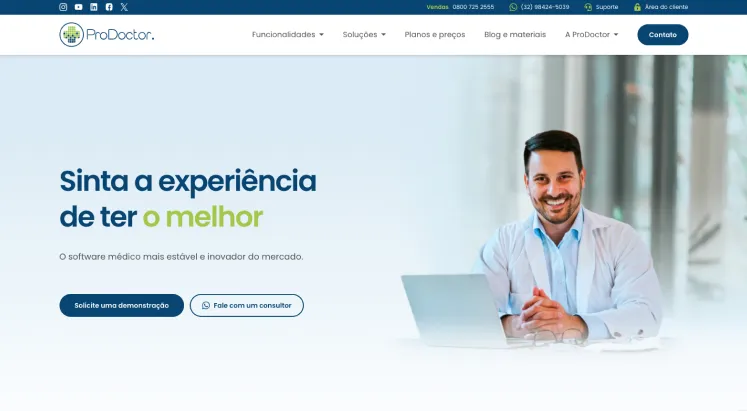 Vendas 0800 725 2555 (32) 98424-5039 Suporte Área do cliente
ProDoctor. Funcionalidades Soluções Planos e preços Blog e materiais A ProDoctor Contato
Sinta a experiência
de ter o melhor
O software médico mais estável e inovador do mercado.
Solicite uma demonstração Fale com um consultor